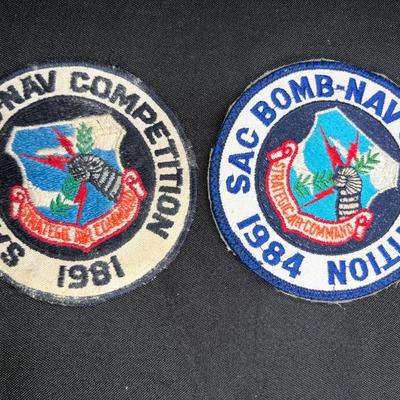 -NAV COMPETITION
STRATEGIC AIR COMMAND
1981
SAC BOMB-NAV
STRATEGIC AIR COMMAND
1984